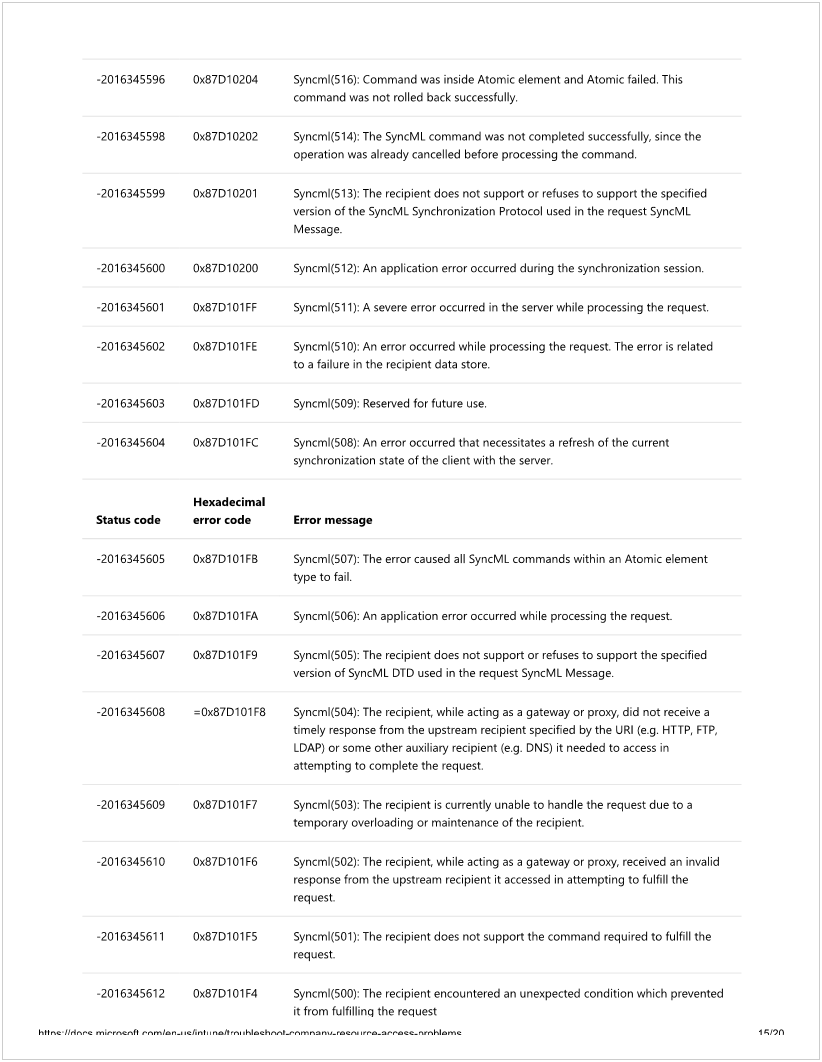 -2016345596 0x87D10204 Syncml(516): Command was inside Atomic element and Atomic failed. This
command was not rolled back successfully.
-2016345598 0x87D10202 Syncml(514): The SyncML command was not completed successfully, since the
operation was already cancelled before processing the command.
-2016345599 0x87D10201 Syncml(513): The recipient does not support or refuses to support the specified
version of the SyncML Synchronization Protocol used in the request SyncML
Message.
-2016345600 0x87D10200 Syncml(512): An application error occurred during the synchronization session.
-2016345601 0x87D101FF Syncml(511): A severe error occurred in the server while processing the request.
-2016345602 0x87D101FE Syncml(510): An error occurred while processing the request. The error is related
to a failure in the recipient data store.
-2016345603 0x87D101FD Syncml(509): Reserved for future use.
-2016345604 0x87D101FC Syncml(508): An error occurred that necessitates a refresh of the current
synchronization state of the client with the server.
Hexadecimal
Status code error code Error message
-2016345605 0x87D101FB Syncml(507): The error caused all SyncML commands within an Atomic element
type to fail.
-2016345606 0x87D101FA Syncml(506): An application error occurred while processing the request.
-2016345607 0x87D101F9 Syncml(505): The recipient does not support or refuses to support the specified
version of SyncML DTD used in the request SyncML Message.
-2016345608 =0x87D101F8 Syncml(504): The recipient, while acting as a gateway or proxy, did not receive a
timely response from the upstream recipient specified by the URI (e.g. HTTP, FTP,
LDAP) or some other auxiliary recipient (e.g. DNS) it needed to access in
attempting to complete the request.
-2016345609 0x87D101F7 Syncml(503): The recipient is currently unable to handle the request due to a
temporary overloading or maintenance of the recipient.
-2016345610 0x87D101F6 Syncml(502): The recipient, while acting as a gateway or proxy, received an invalid
response from the upstream recipient it accessed in attempting to fulfill the
request.
-2016345611 0x87D101F5 Syncml(501): The recipient does not support the command required to fulfill the
request.
-2016345612 0x87D101F4 Syncml(500): The recipient encountered an unexpected condition which prevented
it from fulfilling the request
https://docs.microsoft.com/en-us/intune/troubleshoot-company-resource-access-problems 15/20